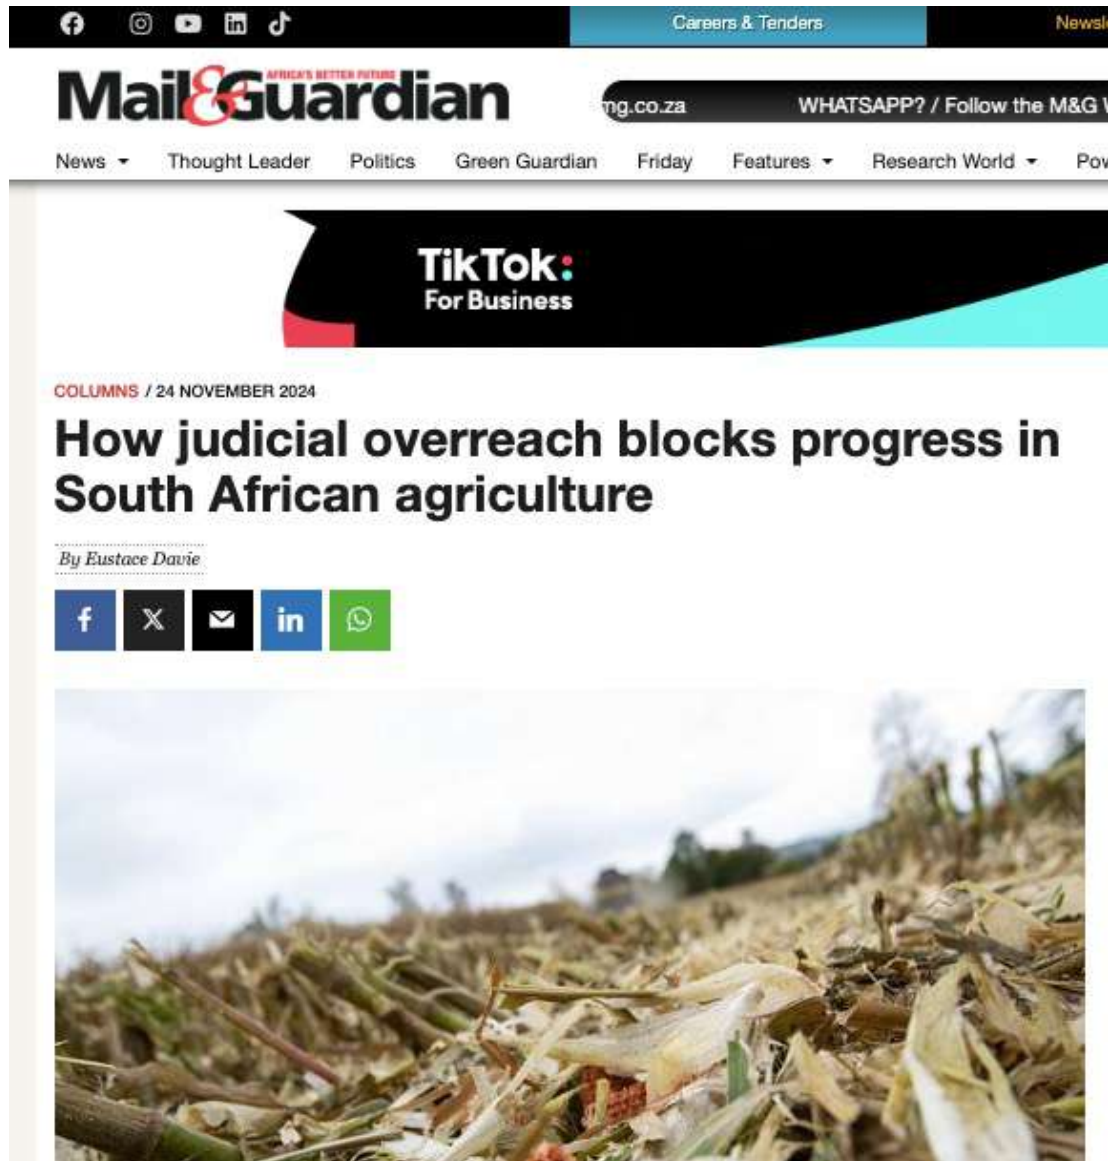 Careers & Tenders
Mail&Guardian
AFRICA'S BETTER FUTURE
mg.co.za WHATSAPP? / Follow the M&G
News Thought Leader Politics Green Guardian Friday Features Research World
TikTok:
For Business
COLUMNS / 24 NOVEMBER 2024
How judicial overreach blocks progress in
South African agriculture
By Eustace Davie